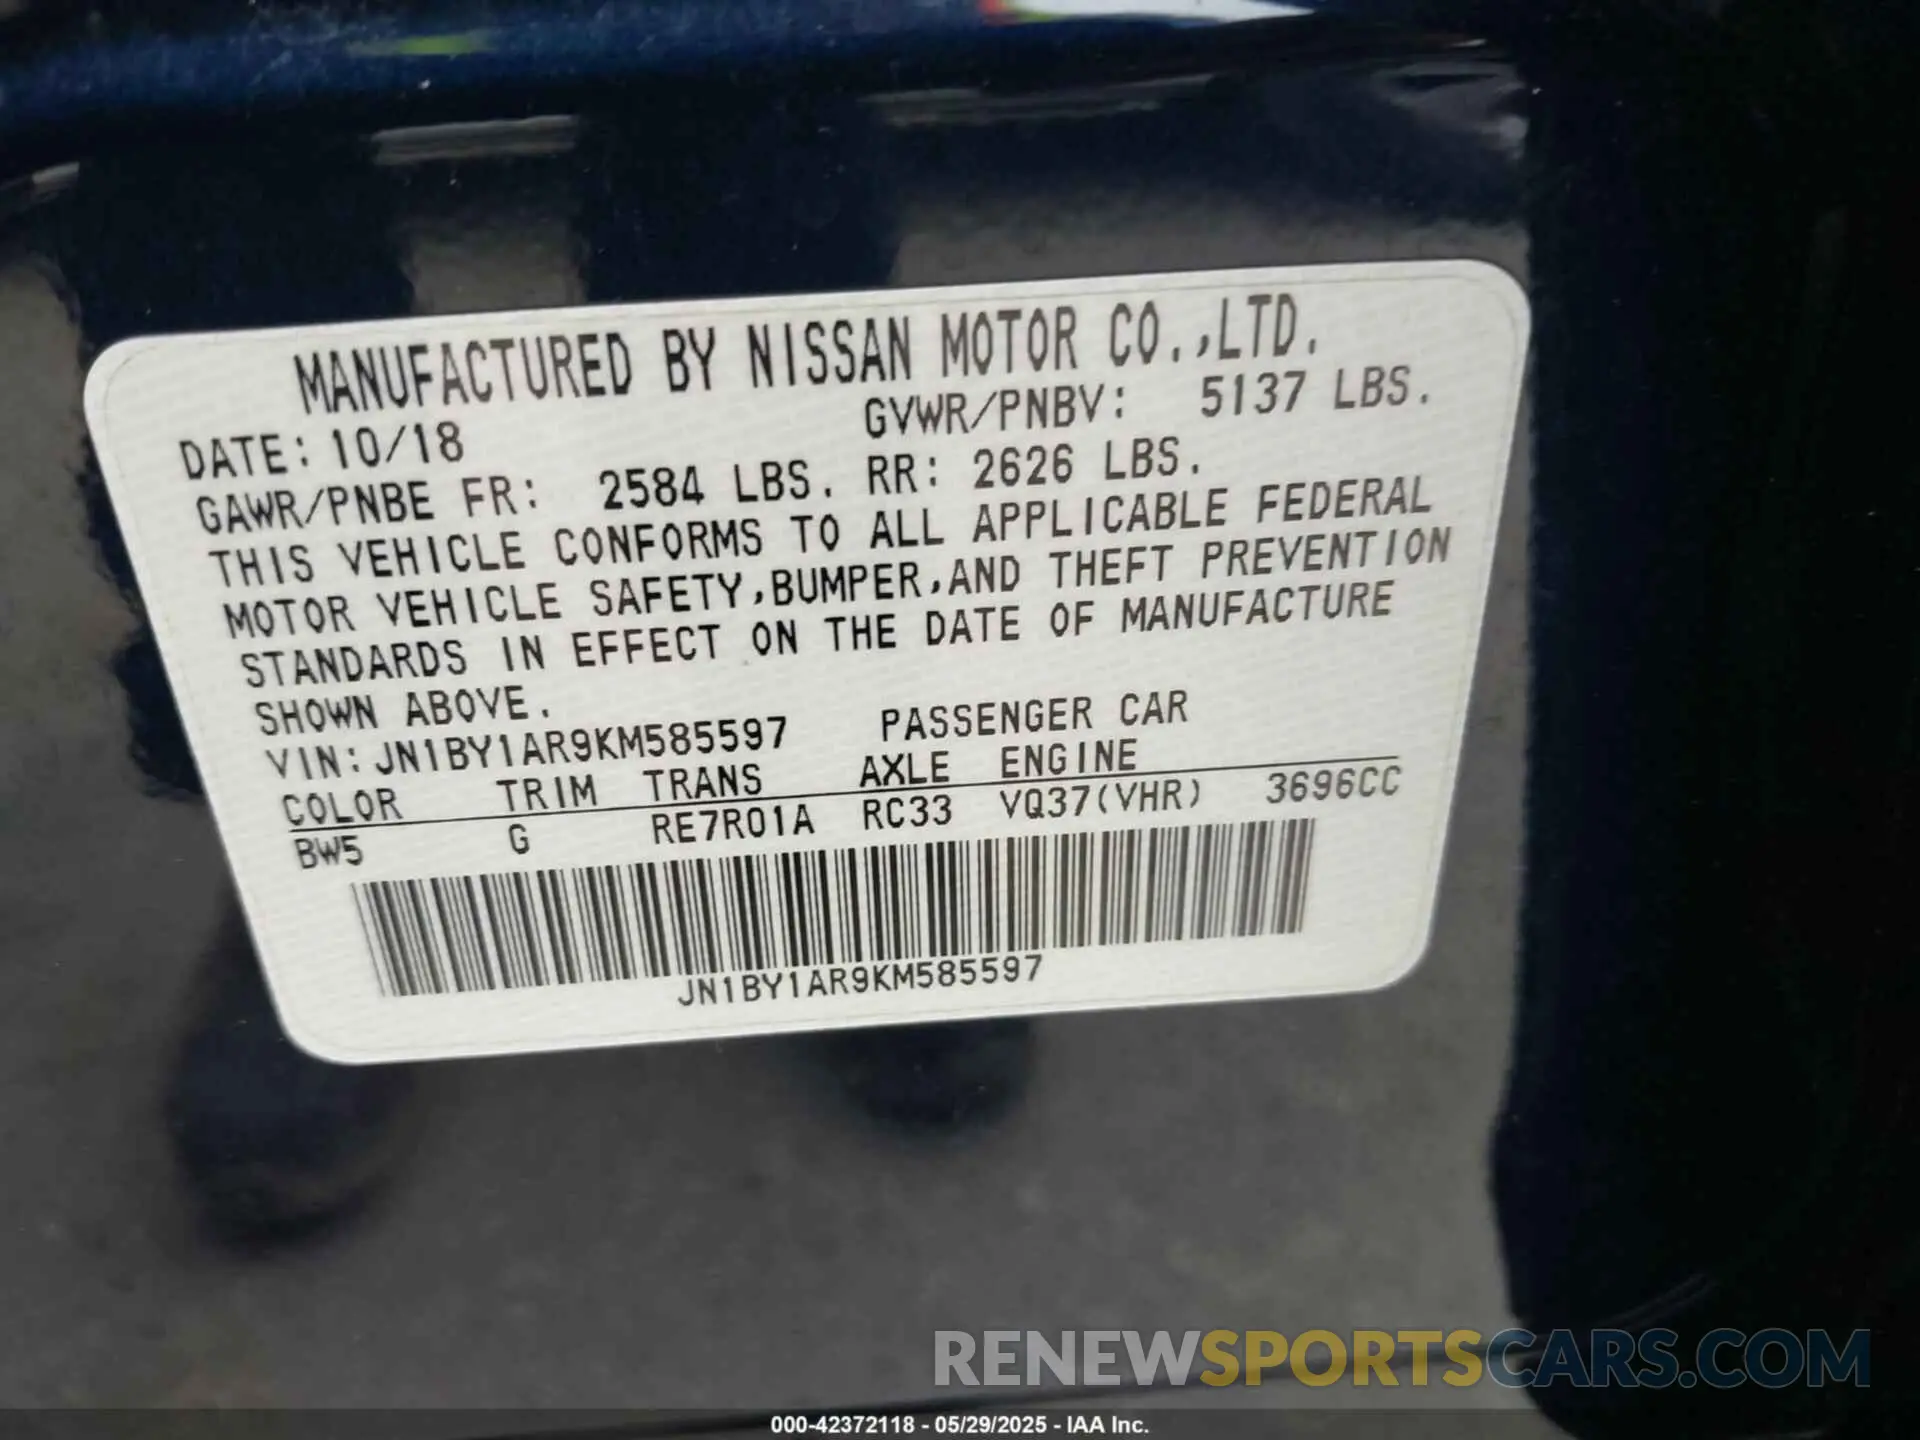 MANUFACTURED BY NISSAN MOTOR CO.,LTD.
DATE: 10/18 GVWR/PNBV: 5137 LBS.
GAWR/PNBE FR: 2584 LBS. RR: 2626 LBS.
THIS VEHICLE CONFORMS TO ALL APPLICABLE FEDERAL
MOTOR VEHICLE SAFETY,BUMPER,AND THEFT PREVENTION
STANDARDS IN EFFECT ON THE DATE OF MANUFACTURE
SHOWN ABOVE.
VIN: JN1BY1AR9KM585597 PASSENGER CAR
COLOR TRIM TRANS AXLE ENGINE
BW5 G RE7R01A RC33 VQ37(VHR) 3696CC
JN1BY1AR9KM585597
RENEWSPORTSCARS.COM
000-42372118 - 05/29/2025 - IAA Inc.